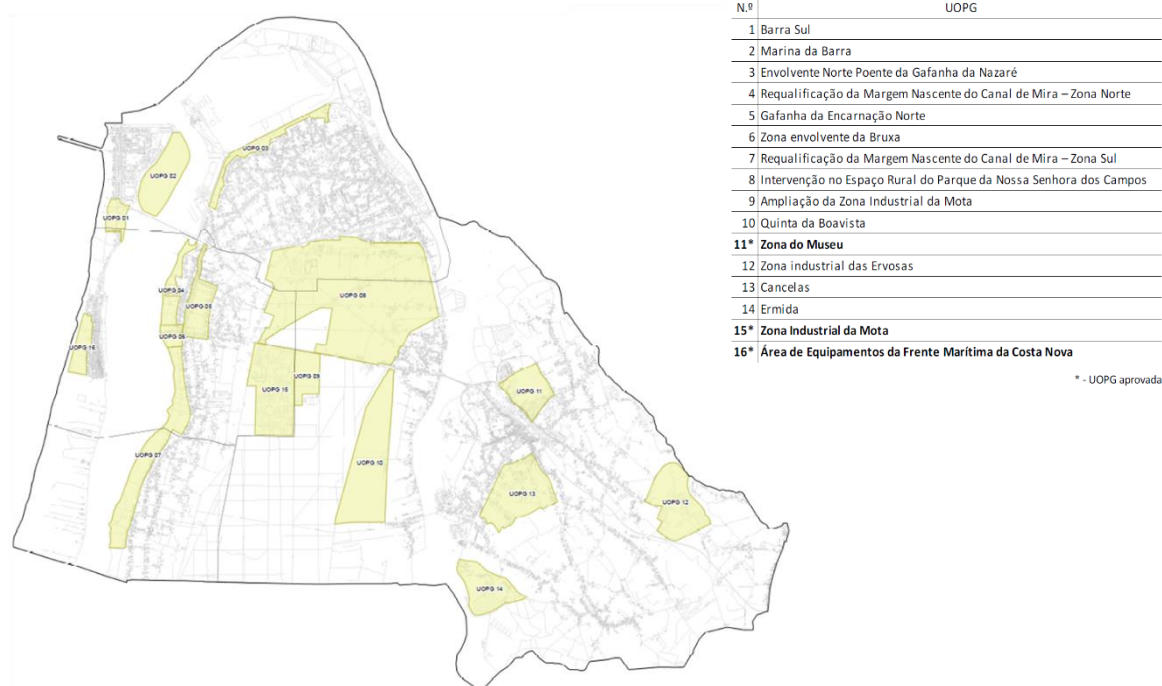 N.º UOPG
1 Barra Sul
2 Marina da Barra
3 Envolvente Norte Poente da Gafanha da Nazaré
4 Requalificação da Margem Nascente do Canal de Mira – Zona Norte
5 Gafanha da Encarnação Norte
6 Zona envolvente da Bruxa
7 Requalificação da Margem Nascente do Canal de Mira – Zona Sul
8 Intervenção no Espaço Rural do Parque da Nossa Senhora dos Campos
9 Ampliação da Zona Industrial da Mota
10 Quinta da Boavista
11* Zona do Museu
12 Zona industrial das Ervosas
13 Cancelas
14 Ermida
15* Zona Industrial da Mota
16* Área de Equipamentos da Frente Marítima da Costa Nova
* - UOPG aprovada
UOPG 03
UOPG 02
UOPG 01
UOPG 04
UOPG 08
UOPG 05
UOPG 06
UOPG 16
UOPG 09
UOPG 15
UOPG 11
UOPG 07
UOPG 10
UOPG 13
UOPG 12
UOPG 14